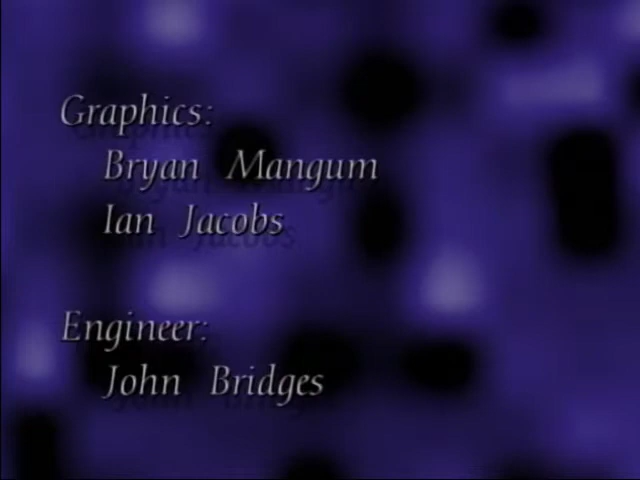 Graphics:
Bryan Mangum
Ian Jacobs
Engineer:
John Bridges